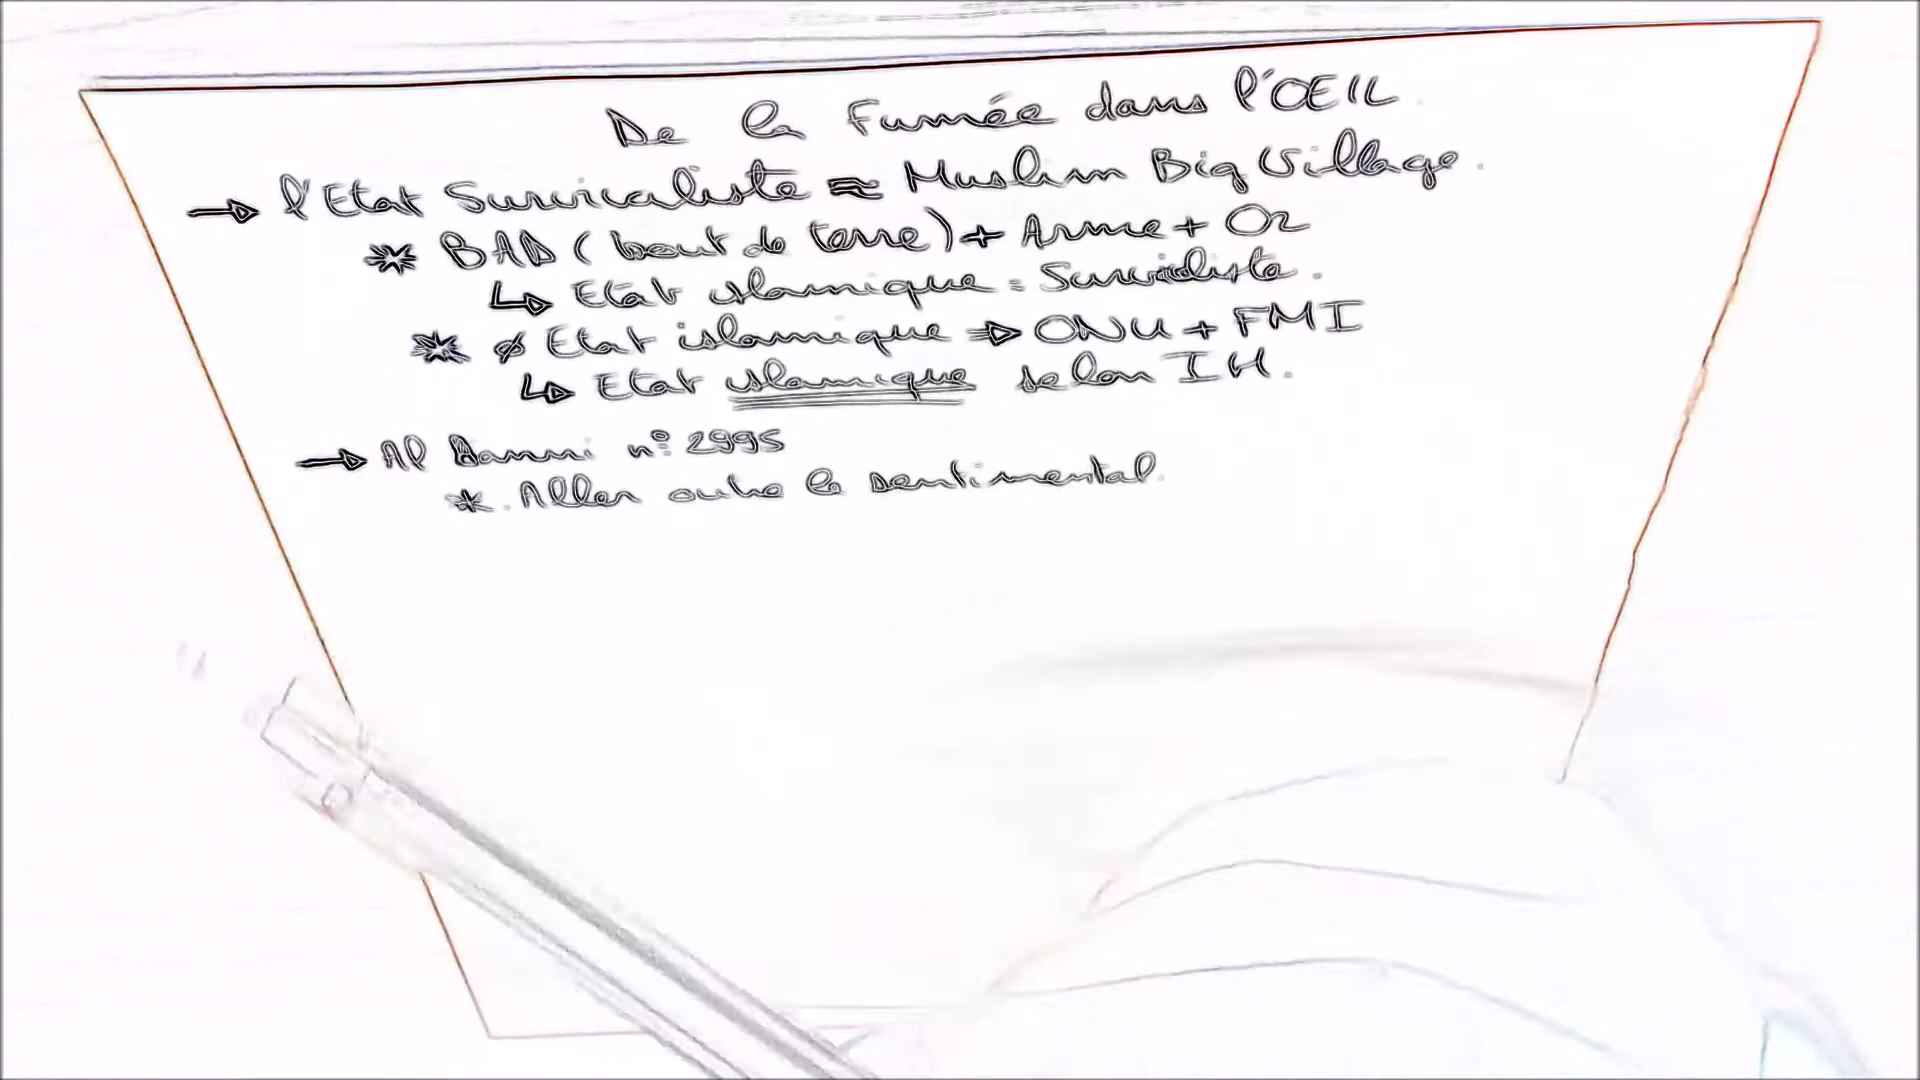 De la Fumée dans l'OEIL.
→ l'Etat Survivaliste ≈ Muslim Big Village.
* BAD (bout de terre) + Arme + Or
↳ Etat islamique = Survivaliste.
* ø Etat islamique → ONU + FMI
↳ Etat islamique selon IH.
→ Al Banni n° 2995
* Aller outre le sentimental.